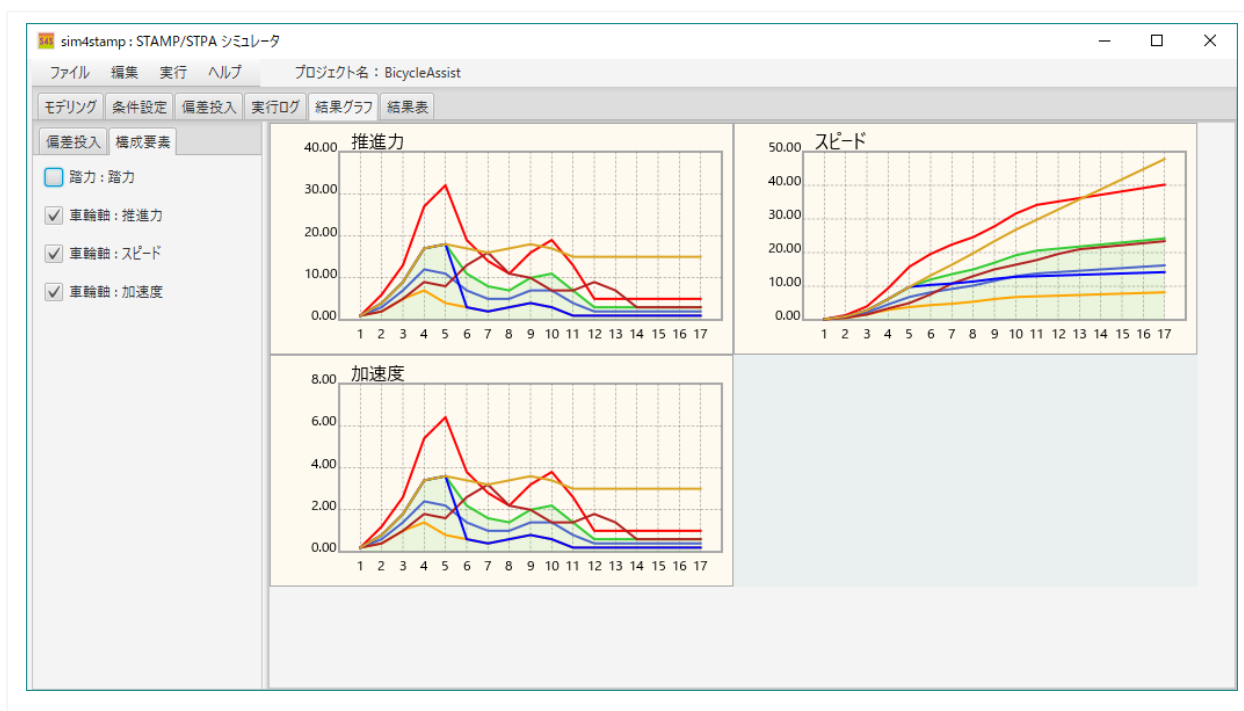 S4S sim4stamp : STAMP/STPA シミュレータ
ファイル 編集 実行 ヘルプ プロジェクト名： BicycleAssist
モデリング 条件設定 偏差投入 実行ログ 結果グラフ 結果表
偏差投入 構成要素
踏力 : 踏力
車輪軸 : 推進力
車輪軸 : スピード
車輪軸 : 加速度
推進力
40.00
30.00
20.00
10.00
0.00
1 2 3 4 5 6 7 8 9 10 11 12 13 14 15 16 17
スピード
50.00
40.00
30.00
20.00
10.00
0.00
1 2 3 4 5 6 7 8 9 10 11 12 13 14 15 16 17
加速度
8.00
6.00
4.00
2.00
0.00
1 2 3 4 5 6 7 8 9 10 11 12 13 14 15 16 17